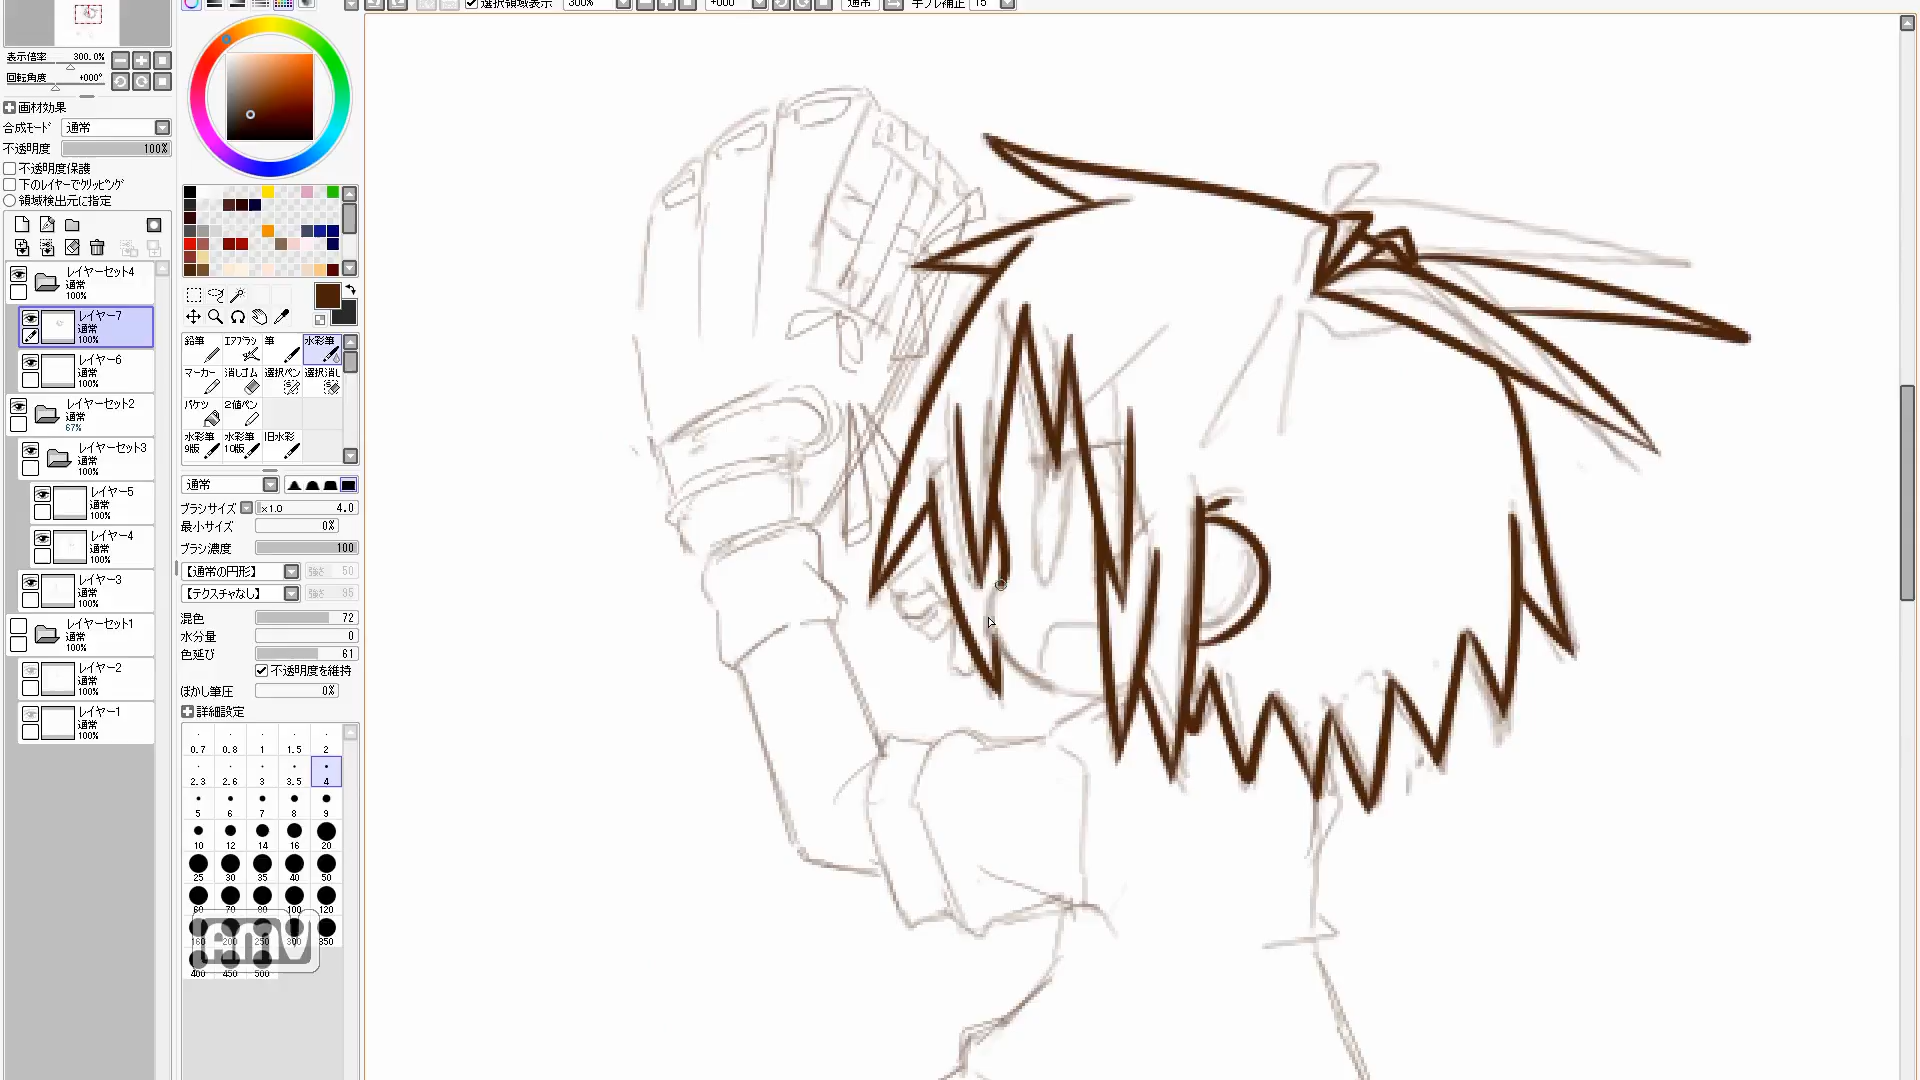 選択領域表示 300% +000 通常 手ブレ補正 15
表示倍率 300.0%
回転角度 +000°
画材効果
合成モード 通常
不透明度 100%
不透明度保護
下のレイヤーでクリッピング
領域検出元に指定
レイヤーセット4
通常
100%
レイヤー7
通常
100%
レイヤー6
通常
100%
レイヤーセット2
通常
67%
レイヤーセット3
通常
100%
レイヤー5
通常
100%
レイヤー4
通常
100%
レイヤー3
通常
100%
レイヤーセット1
通常
100%
レイヤー2
通常
100%
レイヤー1
通常
100%
鉛筆 エアブラシ 筆 水彩筆
マーカー 消しゴム 選択ペン 選択消し
バケツ 2値ペン
水彩筆 水彩筆 旧水彩
9版 10版
通常
ブラシサイズ ×1.0 4.0
最小サイズ 0%
ブラシ濃度 100
【通常の円形】 強さ 50
【テクスチャなし】 強さ 95
混色 72
水分量 0
色延び 61
不透明度を維持
ぼかし筆圧 0%
詳細設定
0.7 0.8 1 1.5 2
2.3 2.6 3 3.5 4
5 6 7 8 9
10 12 14 16 20
25 30 35 40 50
60 70 80 100 120
160 200 250 300 350
400 450 500
AMV